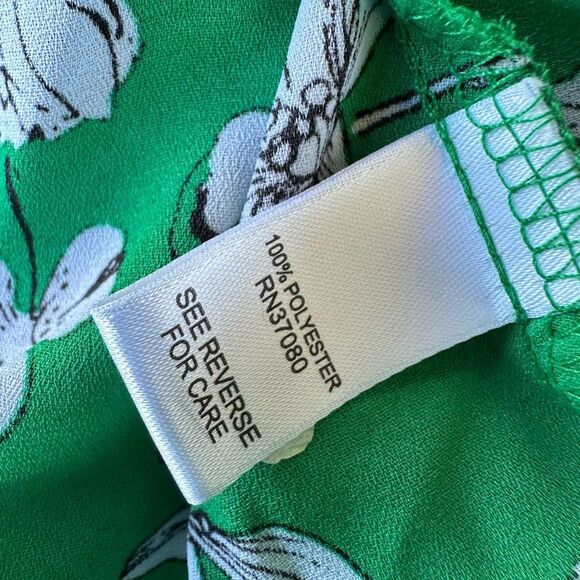 100% POLYESTER
RN37080
SEE REVERSE
FOR CARE